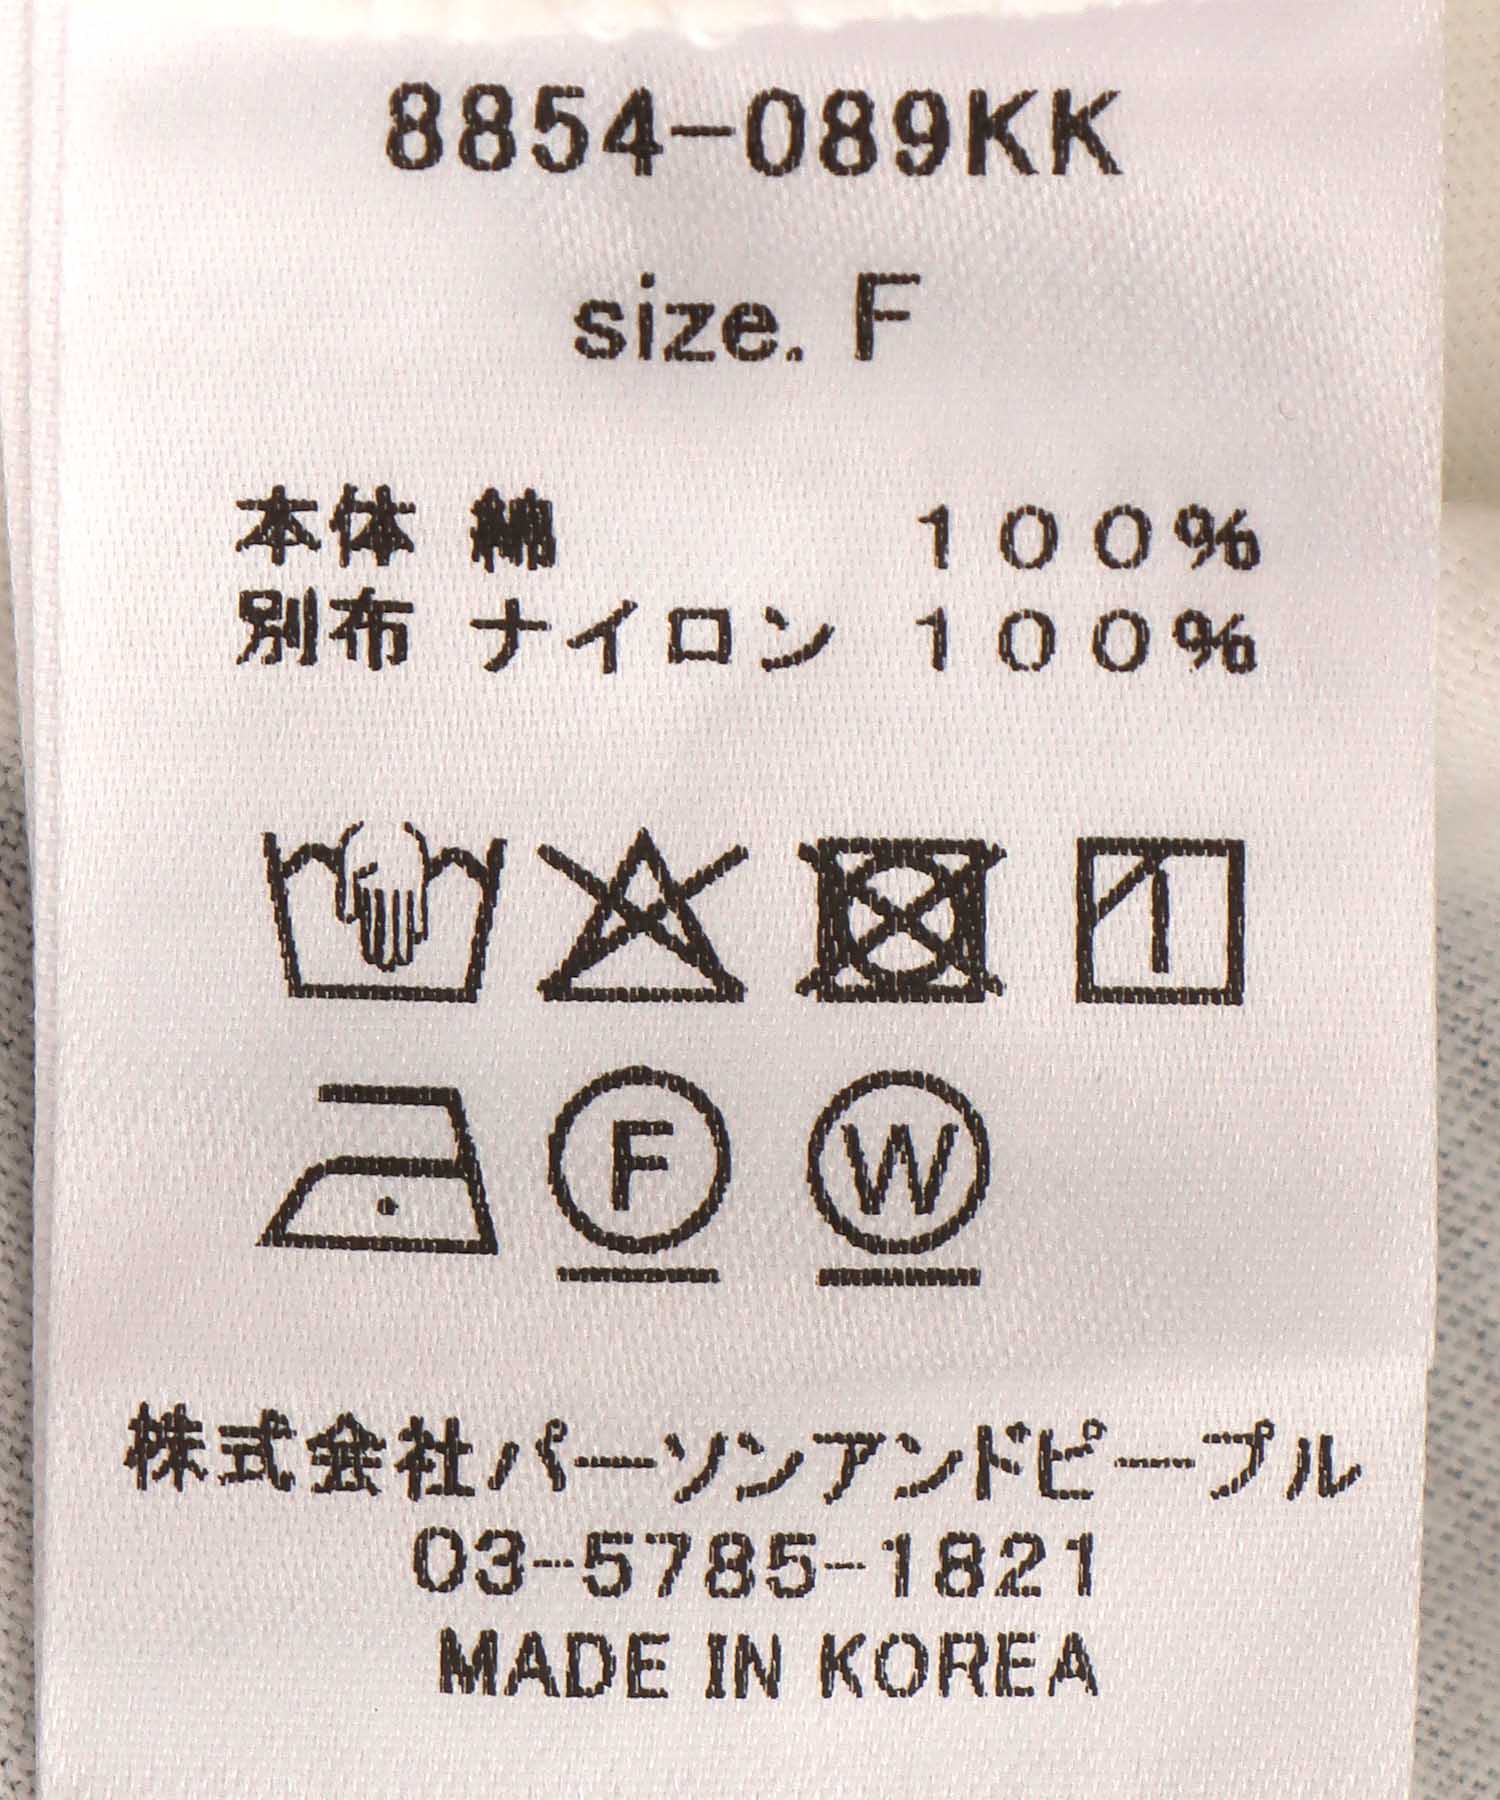 8854-089KK
size. F
本体 綿 100%
別布 ナイロン 100%
F W
株式会社パーソンアンドピープル
03-5785-1821
MADE IN KOREA